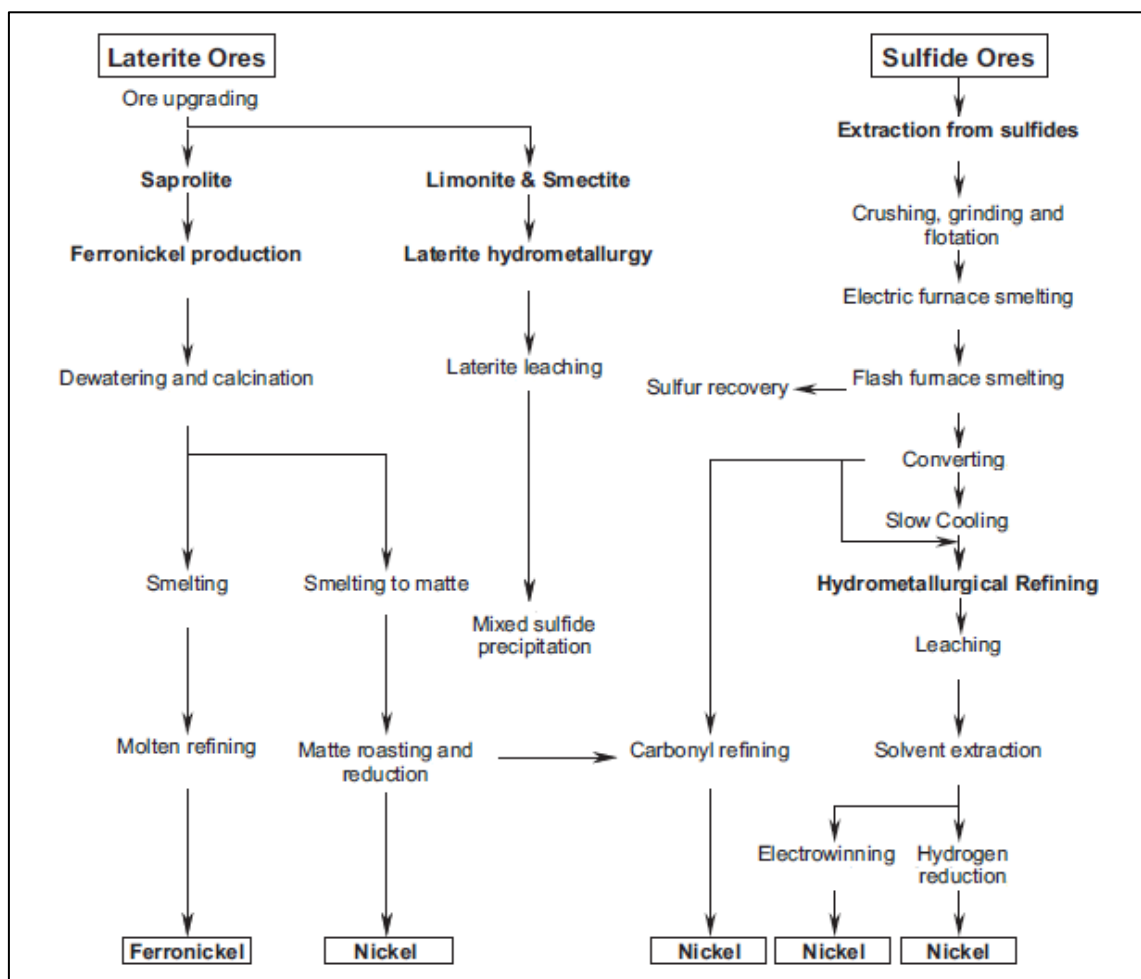 Laterite Ores
Ore upgrading
Saprolite
Ferronickel production
Dewatering and calcination
Smelting
Molten refining
Ferronickel
Smelting to matte
Matte roasting and
reduction
Nickel
Limonite & Smectite
Laterite hydrometallurgy
Laterite leaching
Mixed sulfide
precipitation
Sulfide Ores
Extraction from sulfides
Crushing, grinding and
flotation
Electric furnace smelting
Flash furnace smelting
Sulfur recovery
Converting
Slow Cooling
Hydrometallurgical Refining
Leaching
Carbonyl refining
Nickel
Solvent extraction
Electrowinning
Nickel
Hydrogen
reduction
Nickel